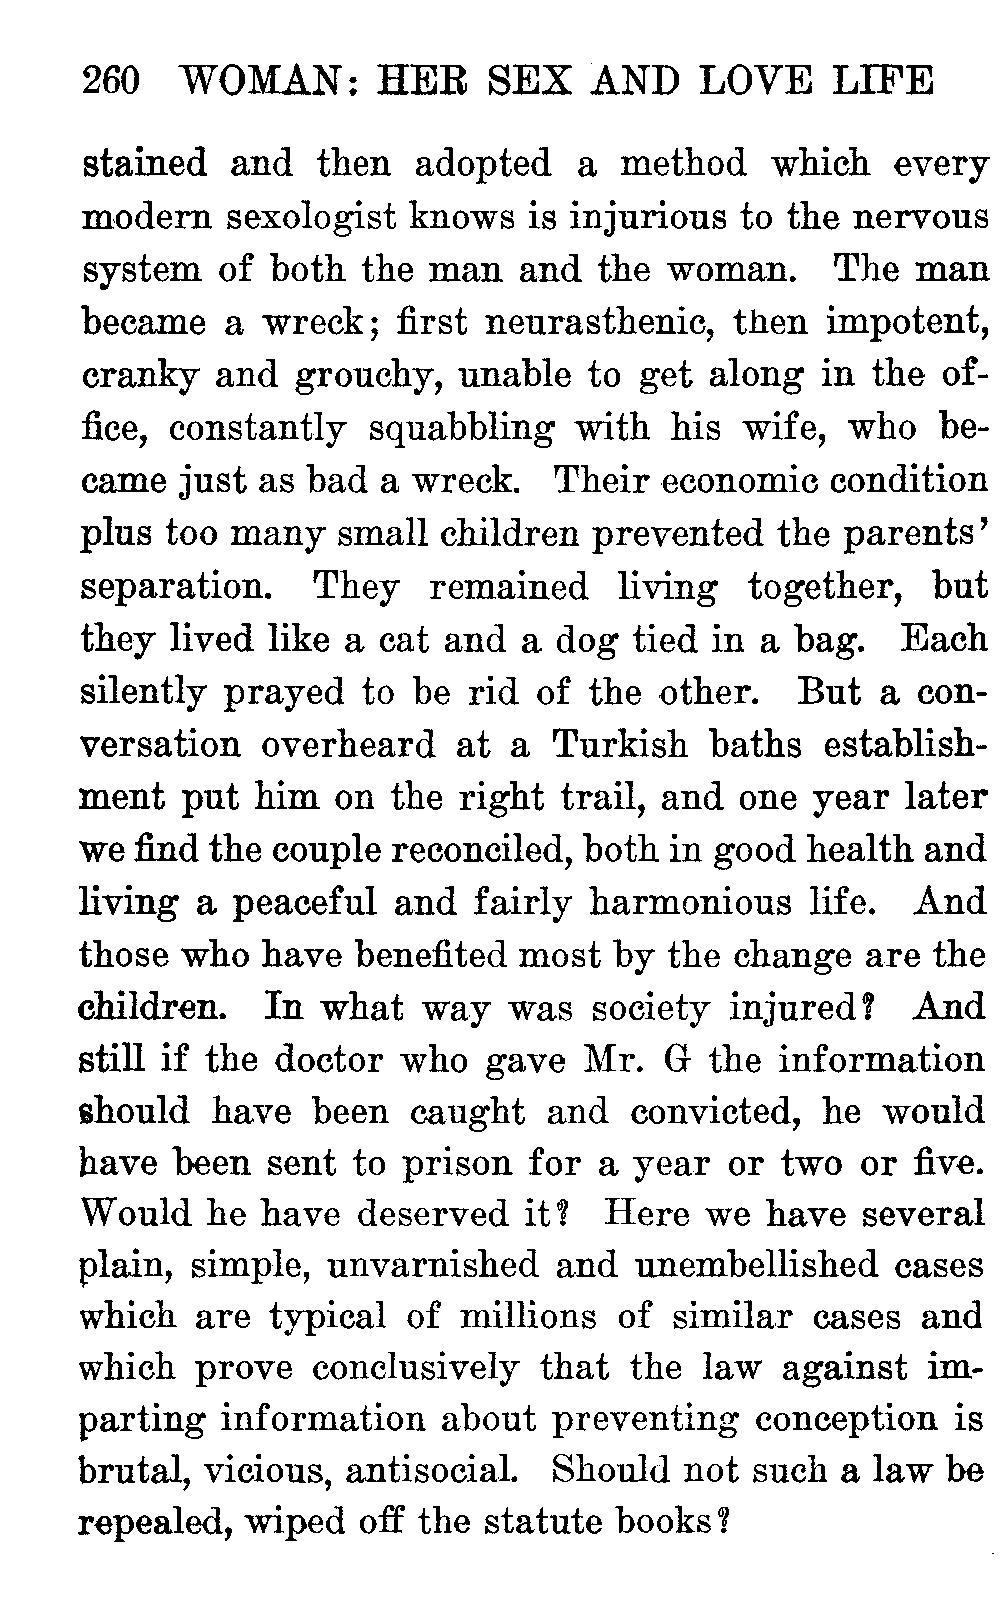 260 WOMAN: HER SEX AND LOVE LIFE
stained and then adopted a method which every
modern sexologist knows is injurious to the nervous
system of both the man and the woman. The man
became a wreck; first neurasthenic, then impotent,
cranky and grouchy, unable to get along in the of-
fice, constantly squabbling with his wife, who be-
came just as bad a wreck. Their economic condition
plus too many small children prevented the parents'
separation. They remained living together, but
they lived like a cat and a dog tied in a bag. Each
silently prayed to be rid of the other. But a con-
versation overheard at a Turkish baths establish-
ment put him on the right trail, and one year later
we find the couple reconciled, both in good health and
living a peaceful and fairly harmonious life. And
those who have benefited most by the change are the
children. In what way was society injured? And
still if the doctor who gave Mr. G the information
should have been caught and convicted, he would
have been sent to prison for a year or two or five.
Would he have deserved it? Here we have several
plain, simple, unvarnished and unembellished cases
which are typical of millions of similar cases and
which prove conclusively that the law against im-
parting information about preventing conception is
brutal, vicious, antisocial. Should not such a law be
repealed, wiped off the statute books?